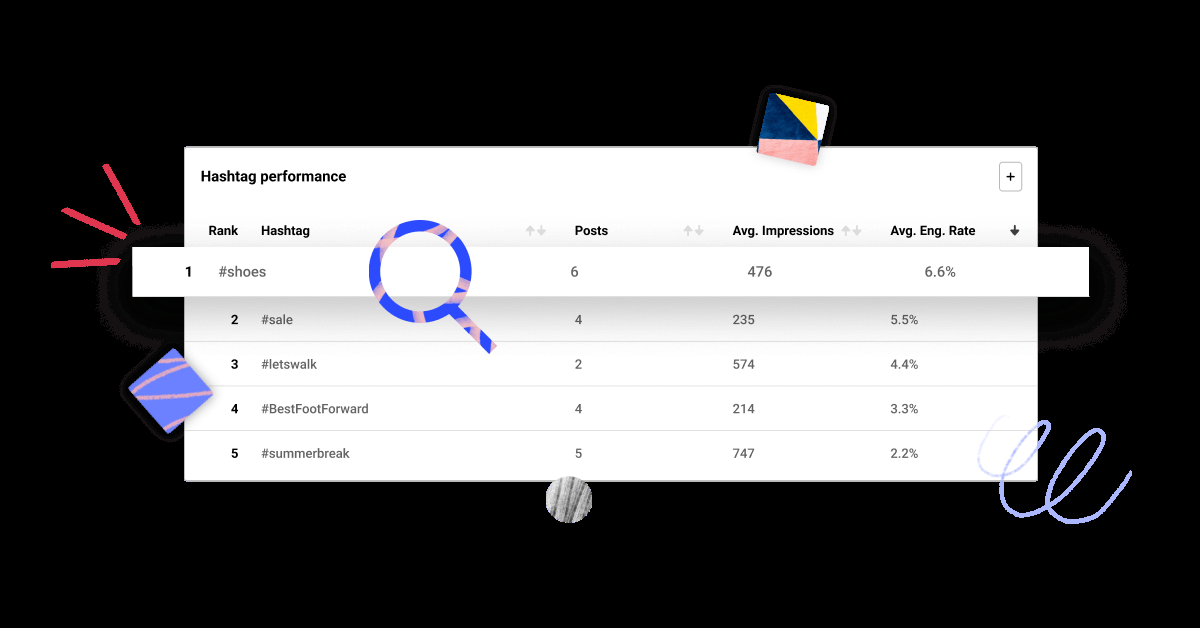 Hashtag performance +
Rank Hashtag Posts Avg. Impressions Avg. Eng. Rate
1 #shoes 6 476 6.6%
2 #sale 4 235 5.5%
3 #letswalk 2 574 4.4%
4 #BestFootForward 4 214 3.3%
5 #summerbreak 5 747 2.2%